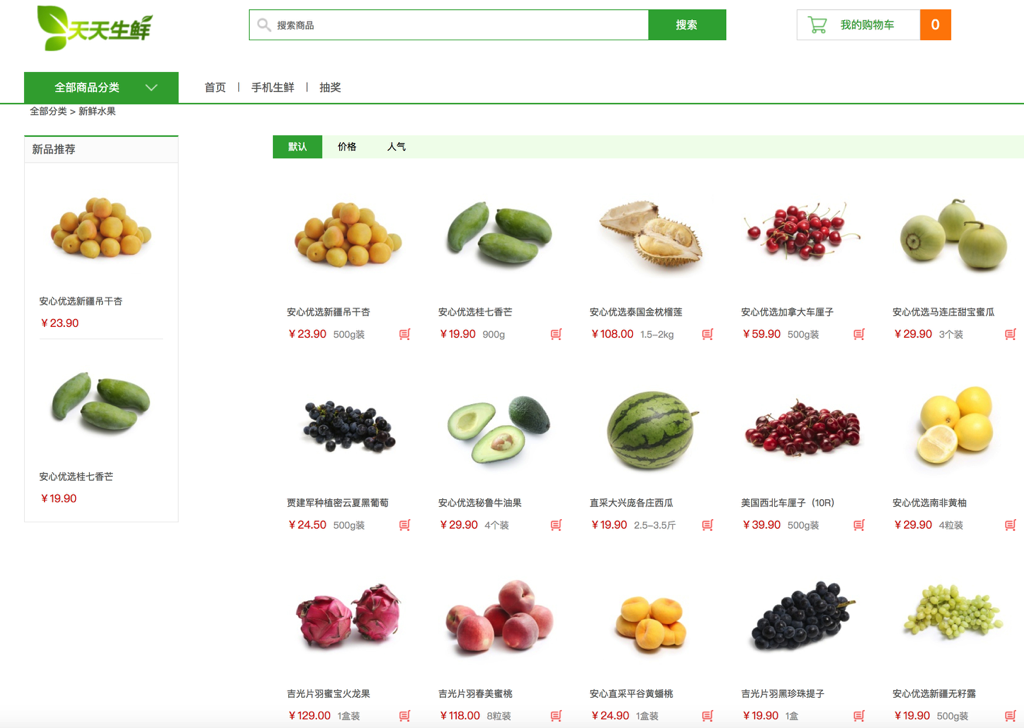 天天生鲜
搜索商品
搜索
我的购物车
0
全部商品分类
首页 | 手机生鲜 | 抽奖
全部分类 > 新鲜水果
新品推荐
安心优选新疆吊干杏
￥23.90
安心优选桂七香芒
￥19.90
默认 价格 人气
安心优选新疆吊干杏
￥23.90 500g装
安心优选桂七香芒
￥19.90 900g
安心优选泰国金枕榴莲
￥108.00 1.5-2kg
安心优选加拿大车厘子
￥59.90 500g装
安心优选马连庄甜宝蜜瓜
￥29.90 3个装
贾建军种植密云夏黑葡萄
￥24.50 500g装
安心优选秘鲁牛油果
￥29.90 4个装
直采大兴庞各庄西瓜
￥19.90 2.5-3.5斤
美国西北车厘子（10R）
￥39.90 500g装
安心优选南非黄柚
￥29.90 4粒装
吉光片羽蜜宝火龙果
￥129.00 1盒装
吉光片羽春美蜜桃
￥118.00 8粒装
安心直采平谷黄蟠桃
￥24.90 1盒装
吉光片羽黑珍珠提子
￥19.90 1盒
安心优选新疆无籽露
￥19.90 500g装